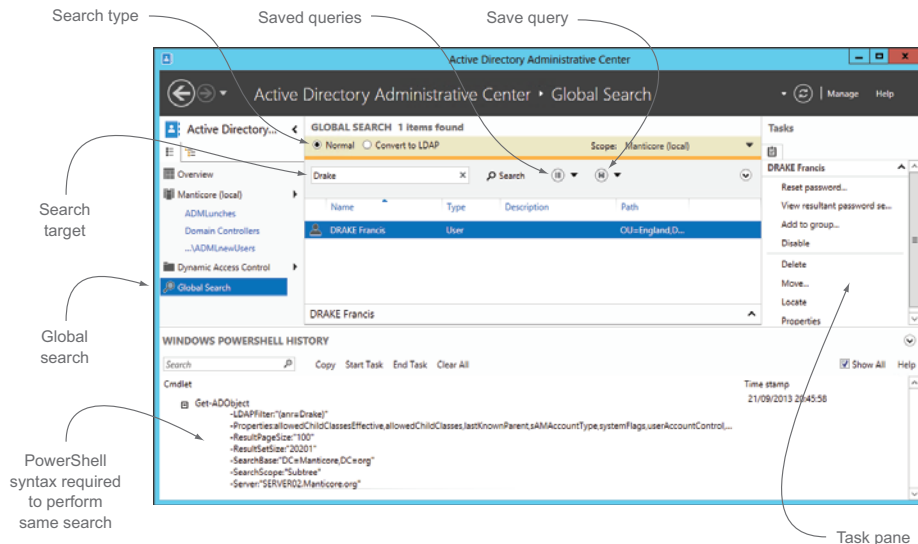 Search type
Saved queries
Save query
Active Directory Administrative Center
Active Directory Administrative Center • Global Search
Manage Help
Active Directory...
GLOBAL SEARCH 1 items found
Tasks
Normal Convert to LDAP
Scope: Manticore (local)
Overview
Drake
Search
DRAKE Francis
Reset password...
View resultant password se...
Add to group...
Disable
Delete
Move...
Locate
Properties
Manticore (local)
ADMLunches
Domain Controllers
...\ADMLnewUsers
Dynamic Access Control
Global Search
Name Type Description Path
DRAKE Francis User OU=England,D...
DRAKE Francis
Search
target
Global
search
WINDOWS POWERSHELL HISTORY
Search Copy Start Task End Task Clear All
Show All Help
Cmdlet Time stamp
Get-ADObject 21/09/2013 20:45:58
-LDAPFilter:"(anr=Drake)"
-Properties:allowedChildClassesEffective,allowedChildClasses,lastKnownParent,sAMAccountType,systemFlags,userAccountControl,...
-ResultPageSize:"100"
-ResultSetSize:"20201"
-SearchBase:"DC=Manticore,DC=org"
-SearchScope:"Subtree"
-Server:"SERVER02.Manticore.org"
PowerShell
syntax required
to perform
same search
Task pane